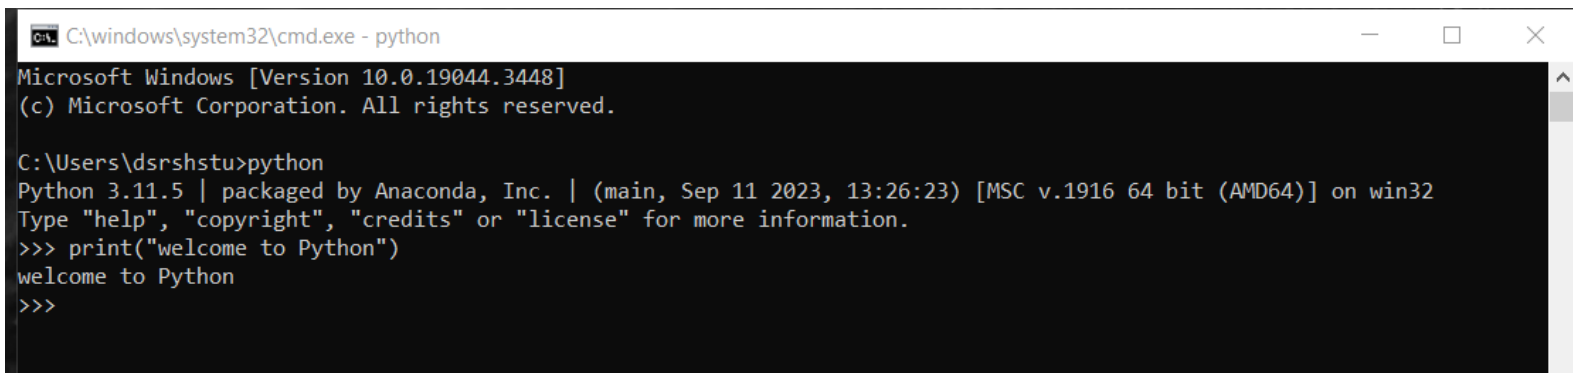 C:\windows\system32\cmd.exe - python
Microsoft Windows [Version 10.0.19044.3448]
(c) Microsoft Corporation. All rights reserved.
C:\Users\dsrshstu>python
Python 3.11.5 | packaged by Anaconda, Inc. | (main, Sep 11 2023, 13:26:23) [MSC v.1916 64 bit (AMD64)] on win32
Type "help", "copyright", "credits" or "license" for more information.
>>> print("welcome to Python")
welcome to Python
>>>